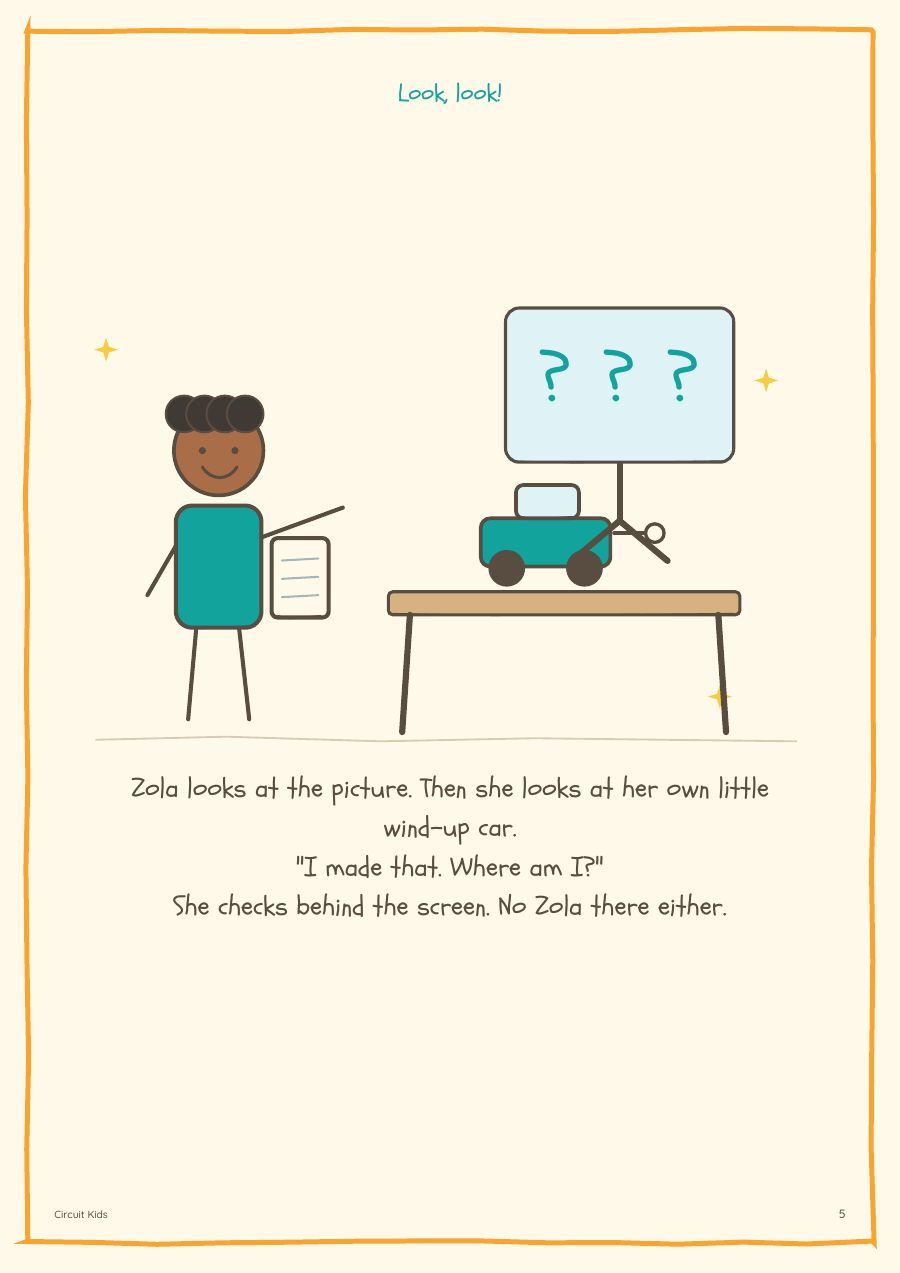 Look, look!
? ? ?
Zola looks at the picture. Then she looks at her own little
wind-up car.
"I made that. Where am I?"
She checks behind the screen. No Zola there either.
Circuit Kids
5